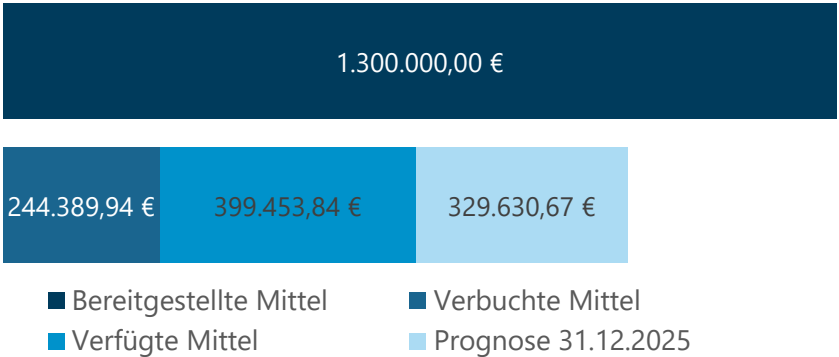 1.300.000,00 €
244.389,94 € 399.453,84 € 329.630,67 €
Bereitgestellte Mittel Verbuchte Mittel
Verfügte Mittel Prognose 31.12.2025